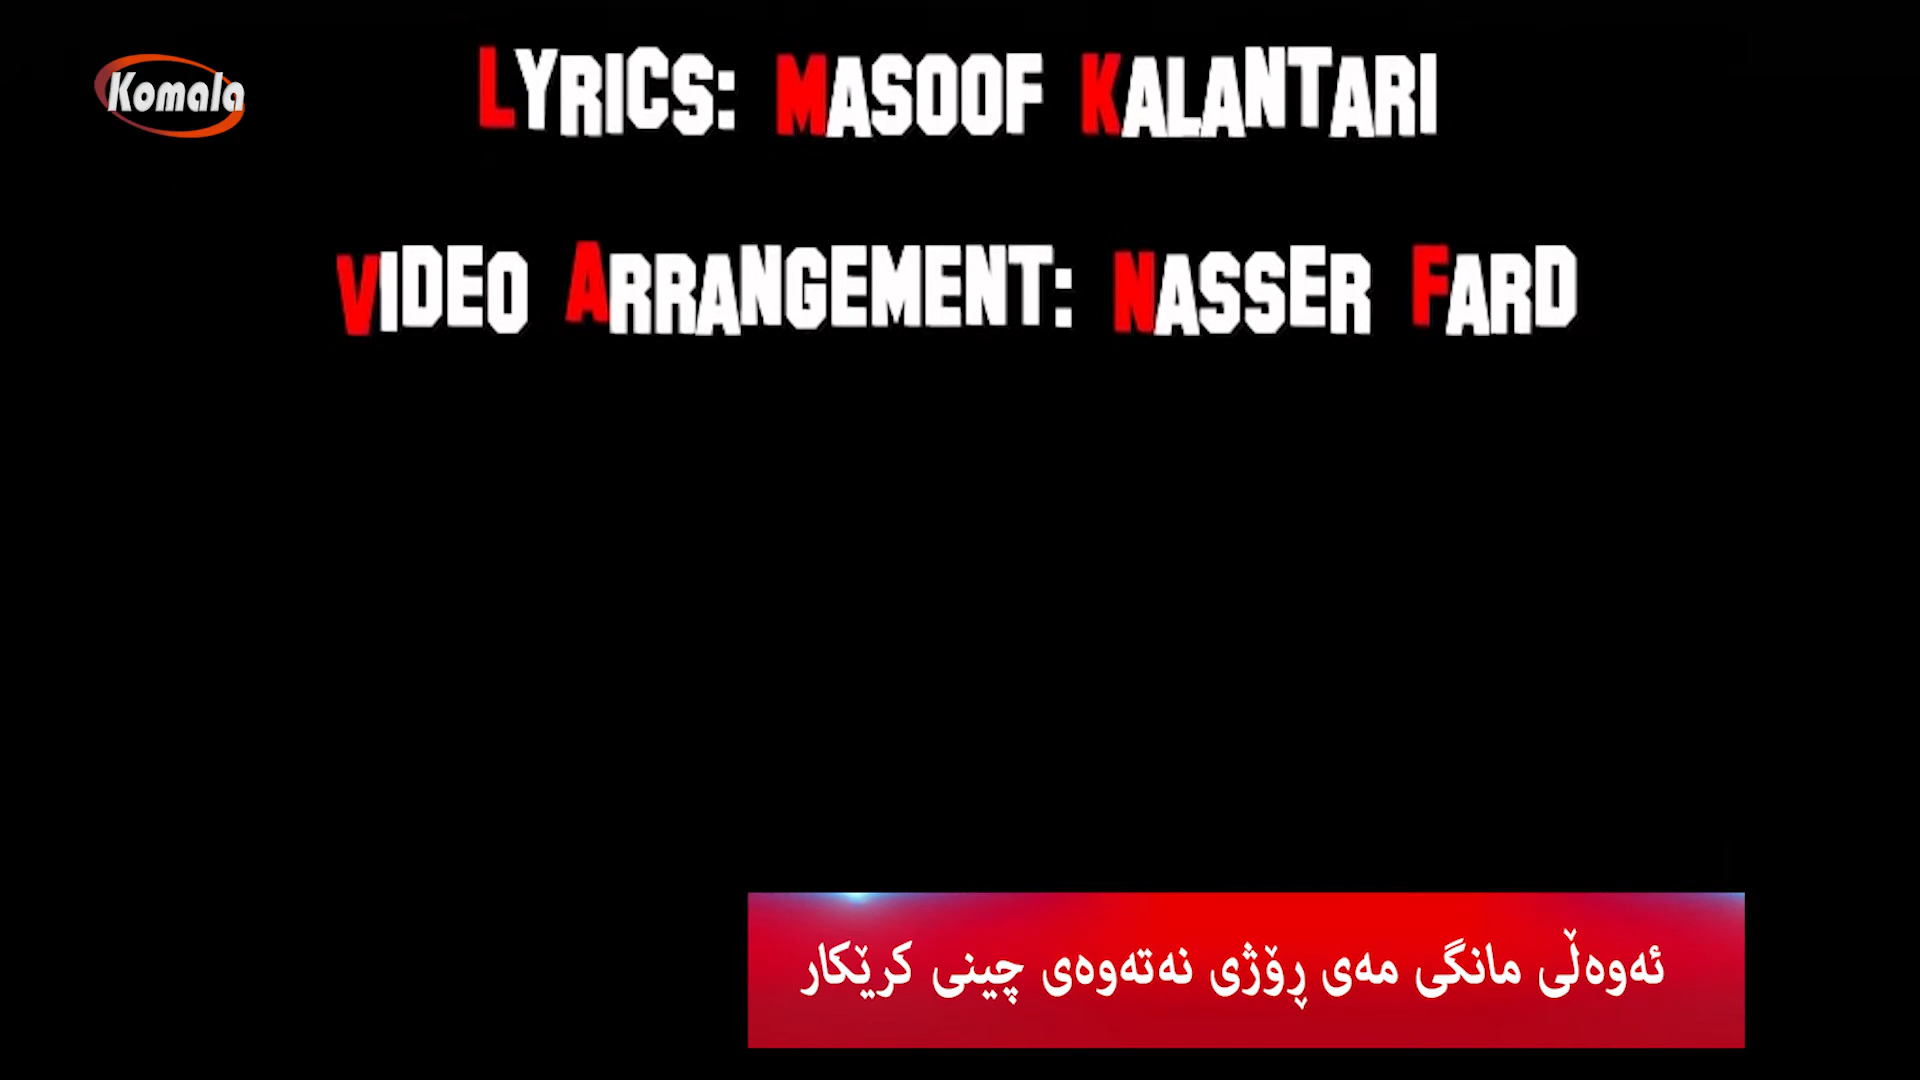 Komala
LYRICS: MASOOF KALANTARI
VIDEO ARRANGEMENT: NASSER FARD
ئەوەڵی مانگی مەی ڕۆژی نەتەوەی چینی کرێکار